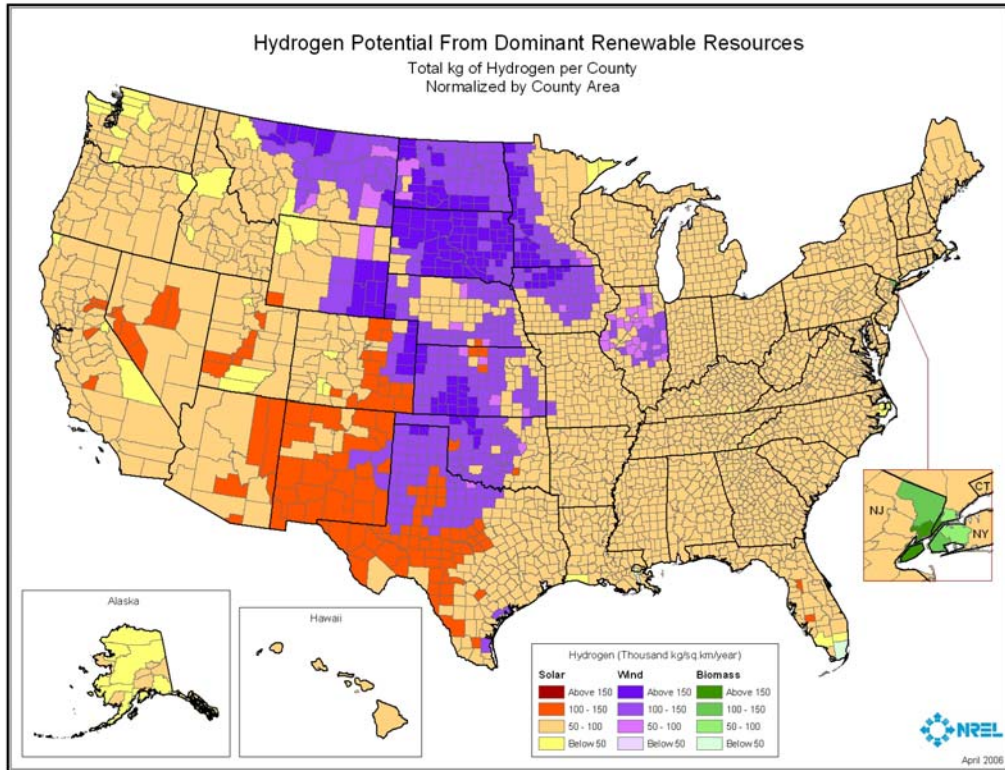 Hydrogen Potential From Dominant Renewable Resources
Total kg of Hydrogen per County
Normalized by County Area
CT
NJ
NY
Alaska
Hawaii
Hydrogen (Thousand kg/sq.km/year)
Solar Wind Biomass
Above 150 Above 150 Above 150
100 - 150 100 - 150 100 - 150
50 - 100 50 - 100 50 - 100
Below 50 Below 50 Below 50
NREL
April 2006